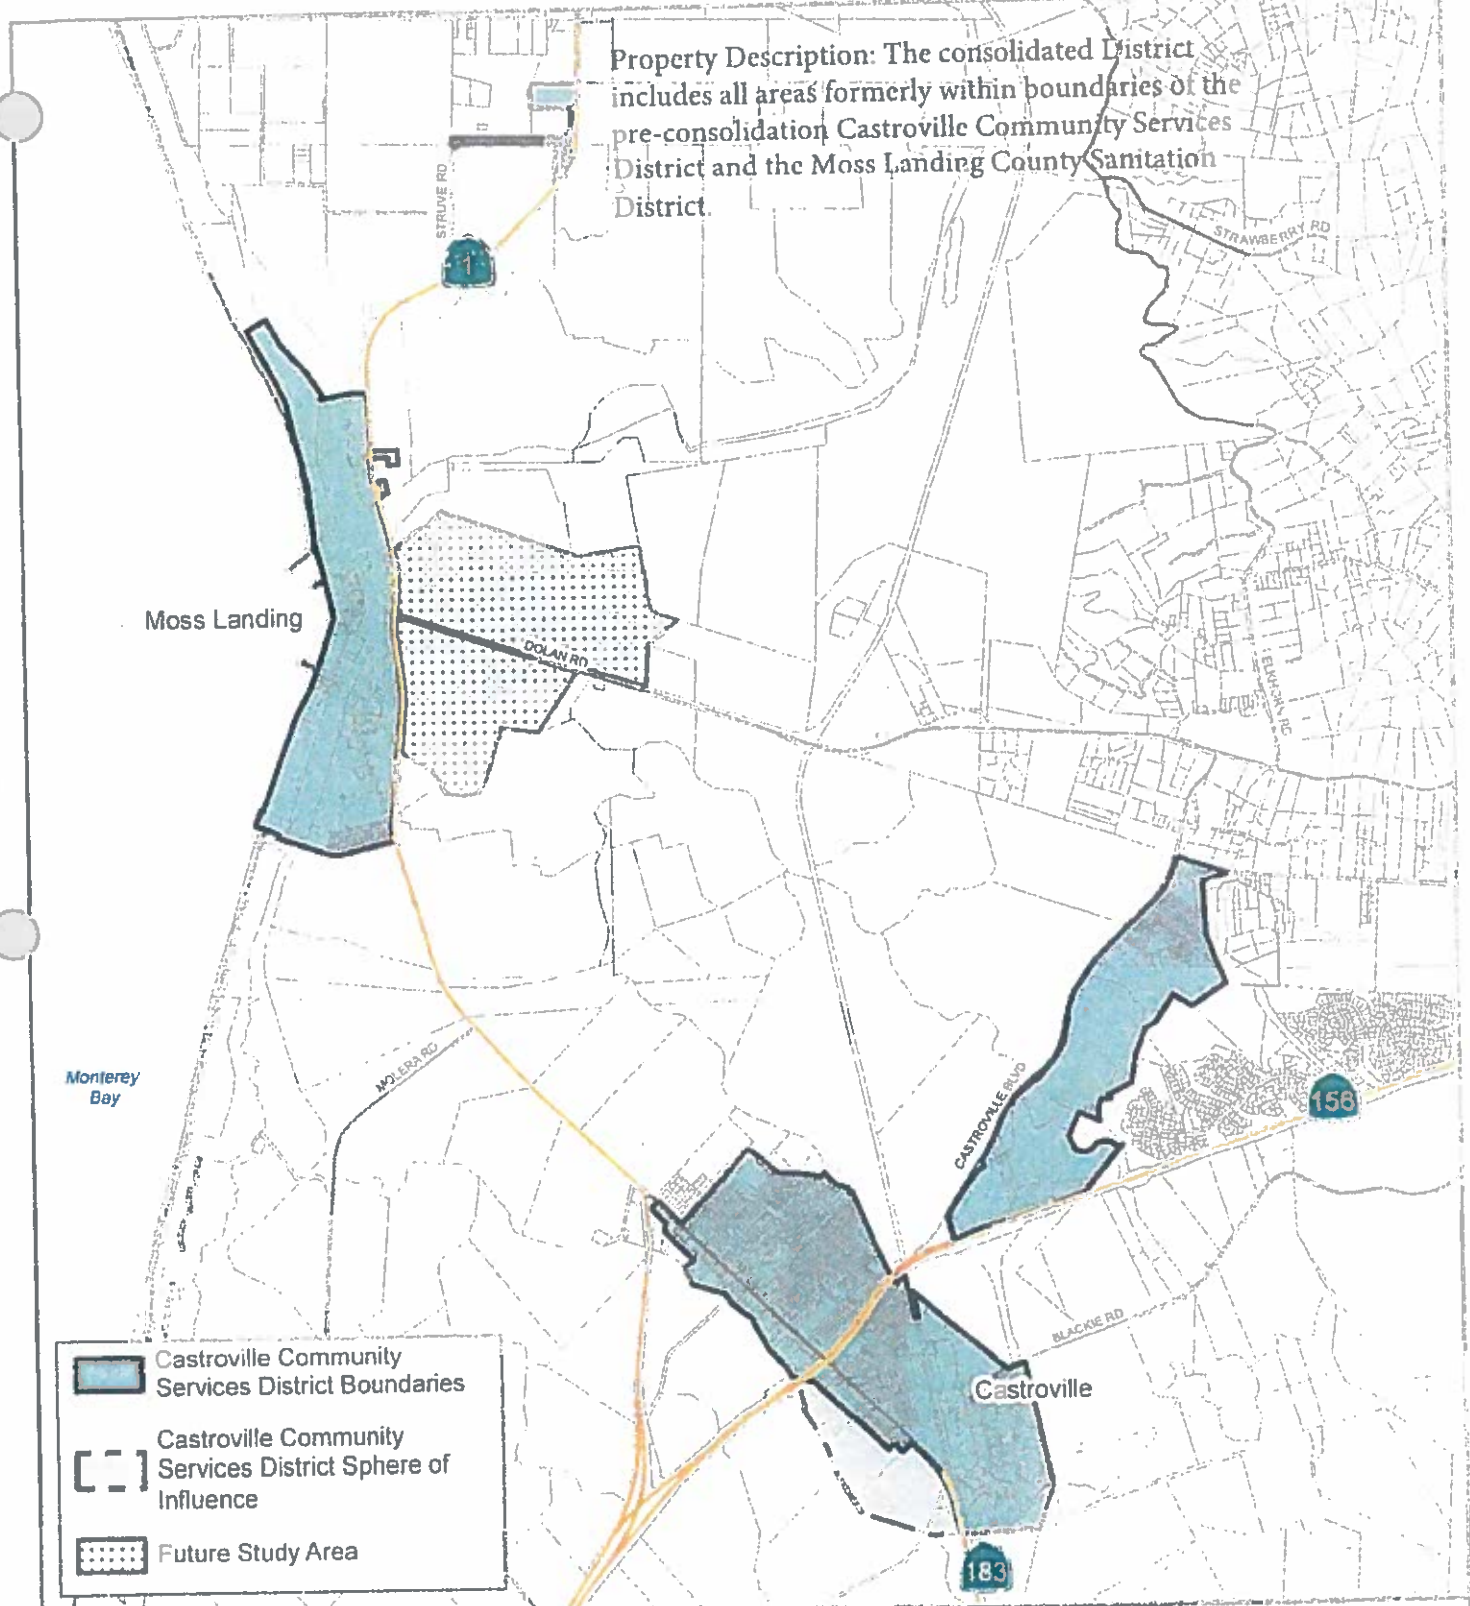 Property Description: The consolidated District
includes all areas formerly within boundaries of the
pre-consolidation Castroville Community Services
District and the Moss Landing County Sanitation
District.
STRUVE RD
1
STRAWBERRY RD
Moss Landing
DOLAN RD
ELKHORN RD
Monterey
Bay
MOLERA RD
CASTROVILLE BLVD
156
BLACKIE RD
Castroville
183
Castroville Community
Services District Boundaries
Castroville Community
Services District Sphere of
Influence
Future Study Area